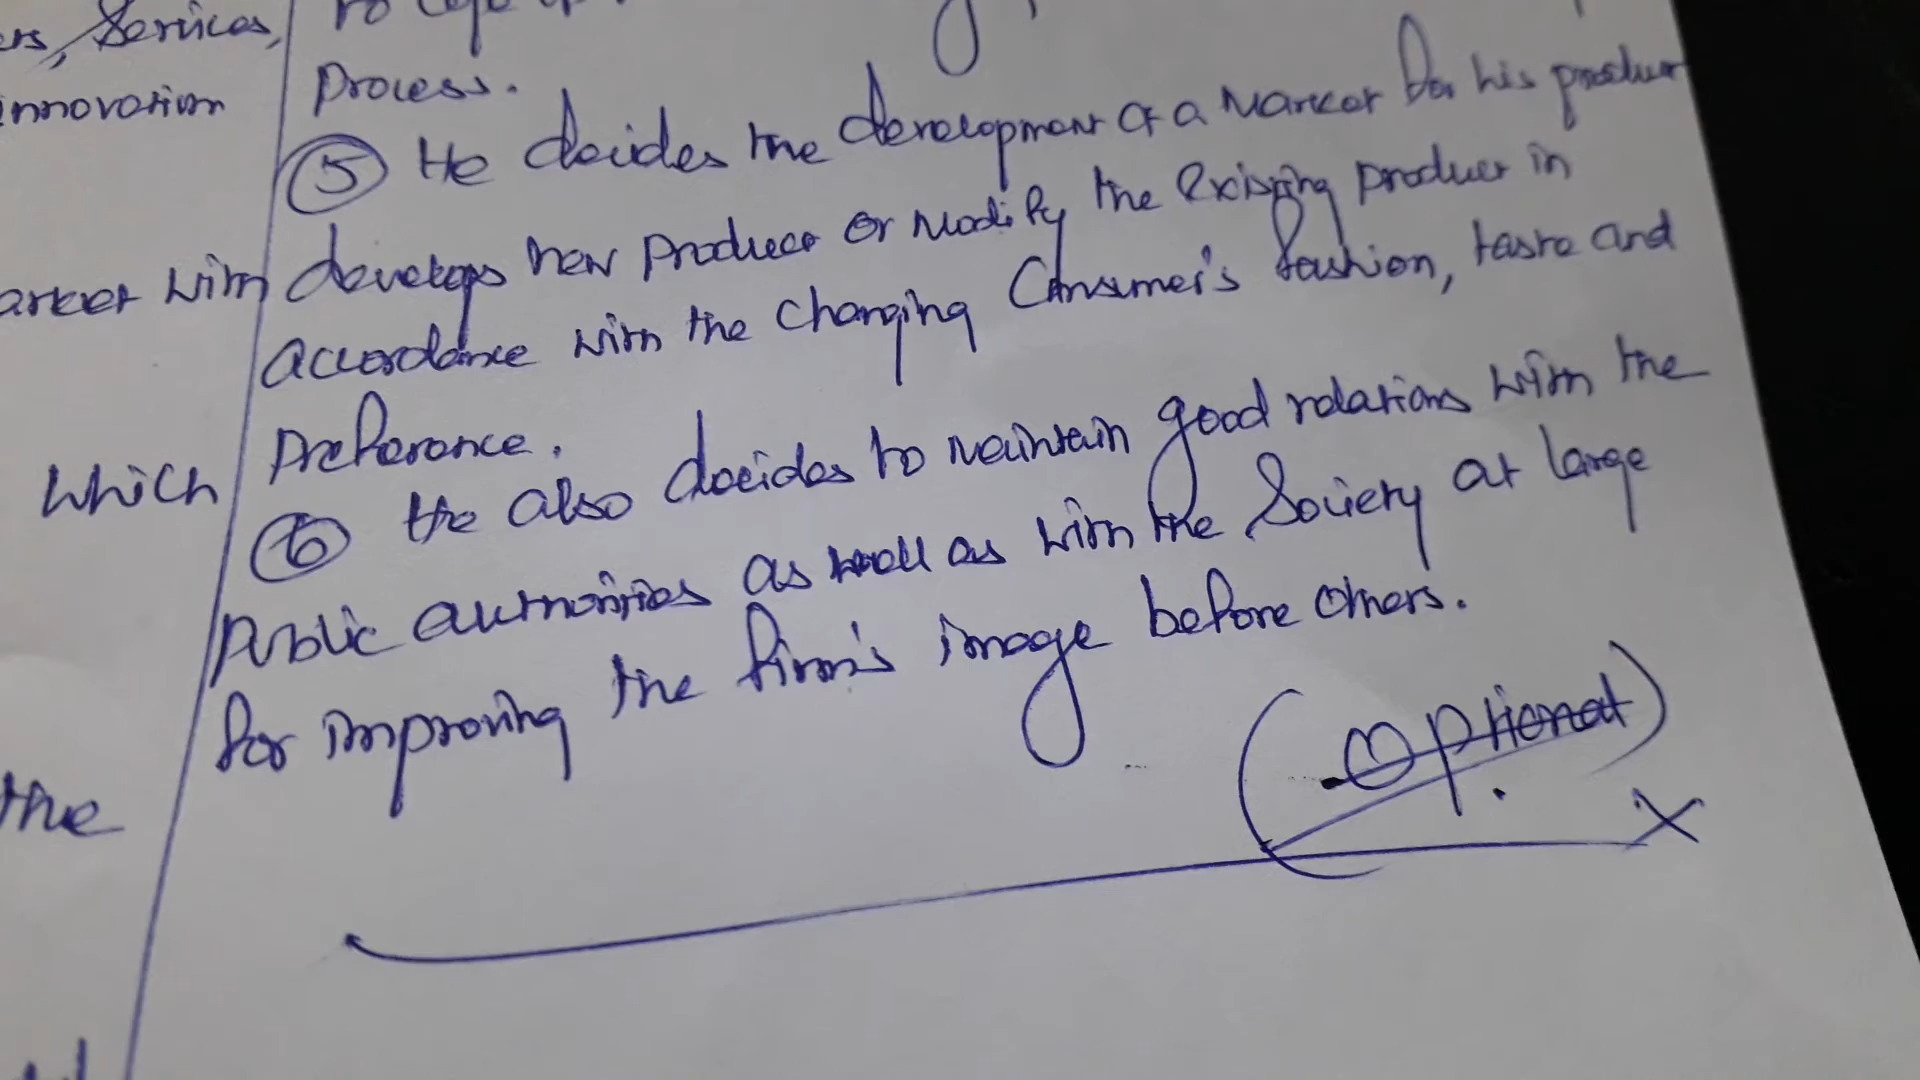 Services,
innovation
with
which
the
to cope
process.
⑤ He decides the development of a Market for his product
develops new product or Modify the Existing product in
accordance with the changing Consumer's fashion, taste and
Preference.
⑥ He also decides to Maintain good relations with the
public authorities as well as with the Society at large
for improving the firm's image before others.
(Optional)